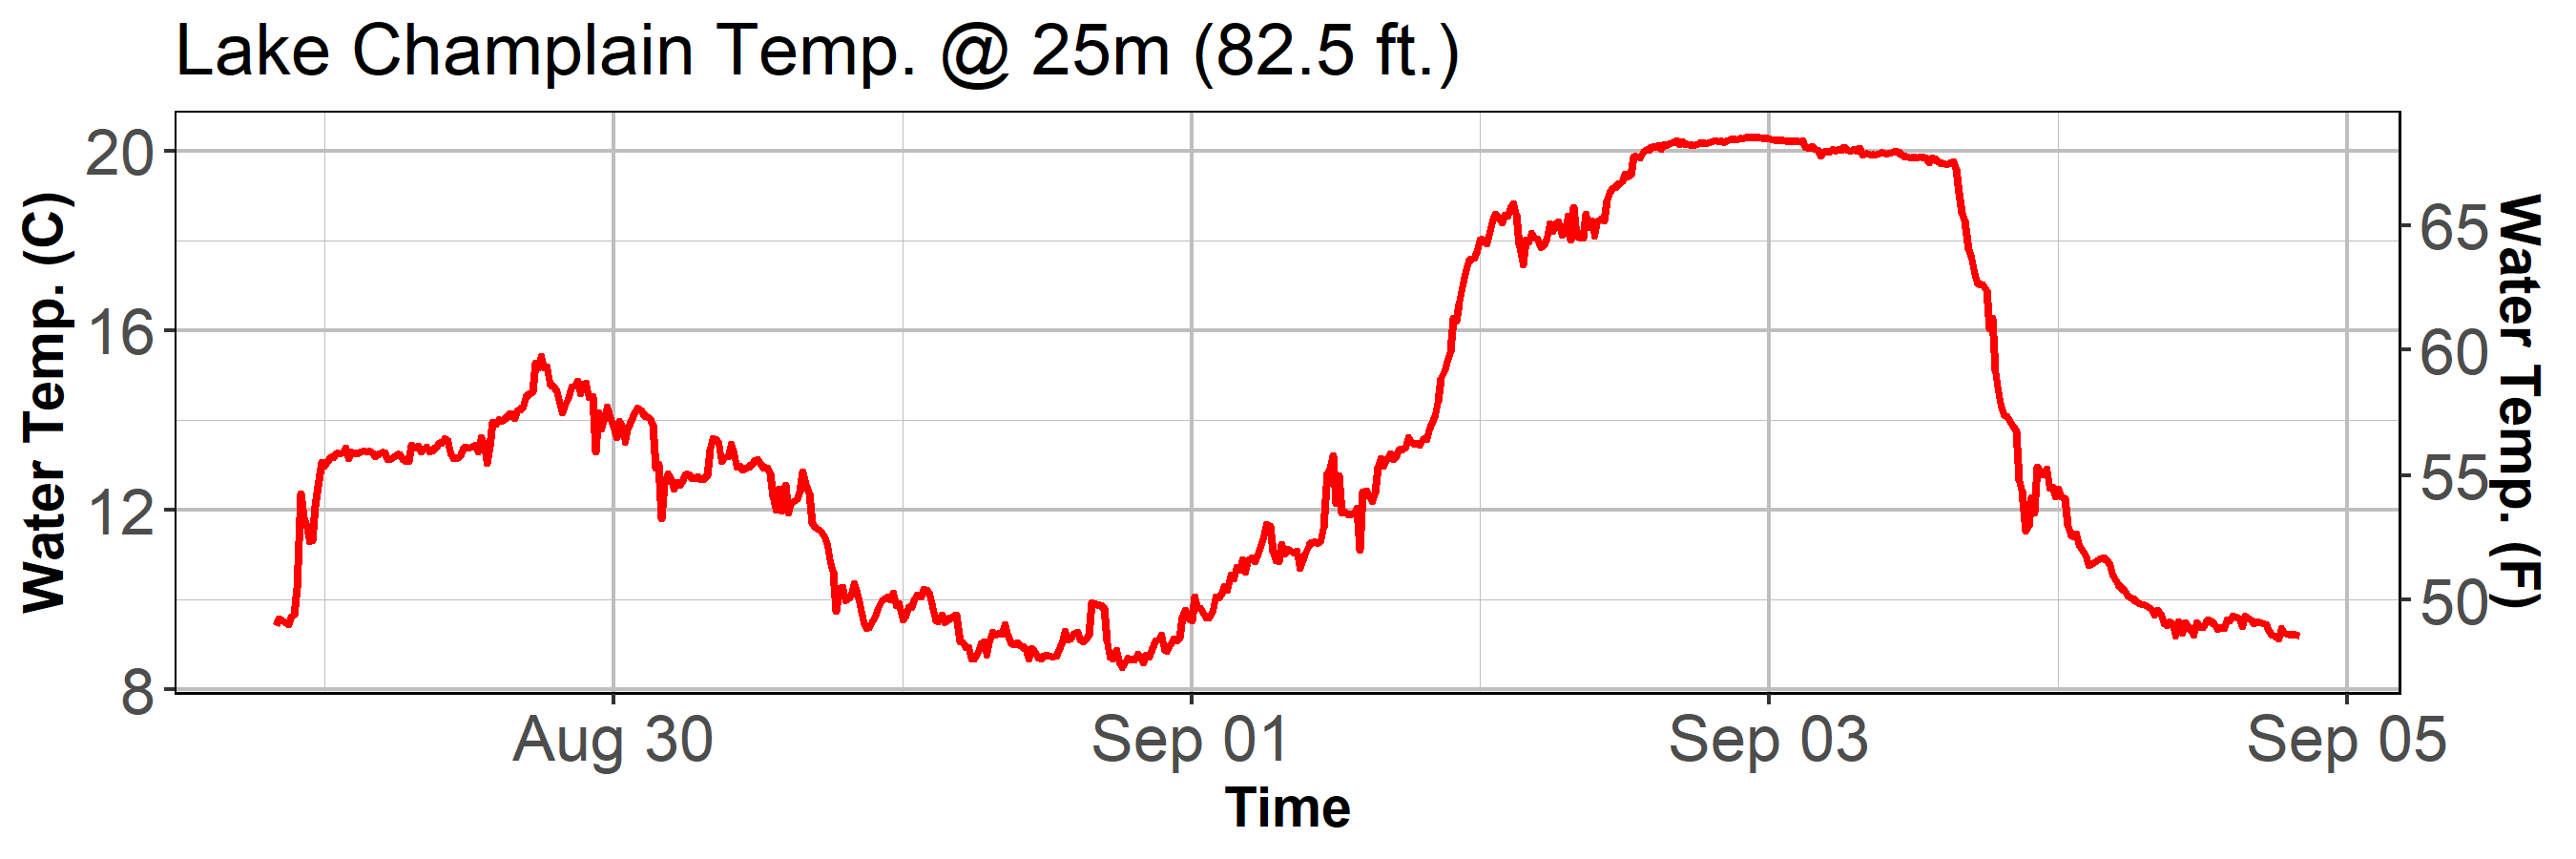 Lake Champlain Temp. @ 25m (82.5 ft.)
Water Temp. (C)
20
16
12
8
65
60
55
50
Water Temp. (F)
Aug 30 Sep 01 Sep 03 Sep 05
Time